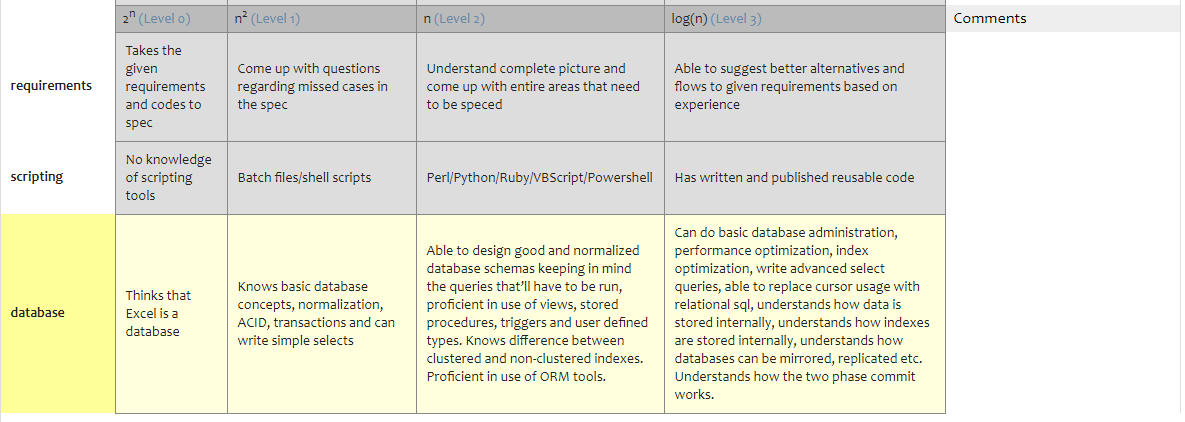 2ⁿ (Level 0)
n² (Level 1)
n (Level 2)
log(n) (Level 3)
Comments
requirements
Takes the
given
requirements
and codes to
spec
Come up with questions
regarding missed cases in
the spec
Understand complete picture and
come up with entire areas that need
to be speced
Able to suggest better alternatives and
flows to given requirements based on
experience
scripting
No knowledge
of scripting
tools
Batch files/shell scripts
Perl/Python/Ruby/VBScript/Powershell
Has written and published reusable code
database
Thinks that
Excel is a
database
Knows basic database
concepts, normalization,
ACID, transactions and can
write simple selects
Able to design good and normalized
database schemas keeping in mind
the queries that'll have to be run,
proficient in use of views, stored
procedures, triggers and user defined
types. Knows difference between
clustered and non-clustered indexes.
Proficient in use of ORM tools.
Can do basic database administration,
performance optimization, index
optimization, write advanced select
queries, able to replace cursor usage with
relational sql, understands how data is
stored internally, understands how indexes
are stored internally, understands how
databases can be mirrored, replicated etc.
Understands how the two phase commit
works.